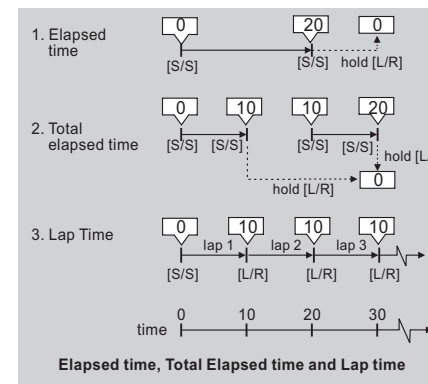 0 20 0
1. Elapsed
time
[S/S] [S/S] hold [L/R]
0 10 10 20
2. Total
elapsed time
[S/S] [S/S] [S/S] [S/S]
hold [L/
0
hold [L/R]
0 10 10 10
3. Lap Time
lap 1 lap 2 lap 3
[S/S] [L/R] [L/R] [L/R]
0 10 20 30
time
Elapsed time, Total Elapsed time and Lap time